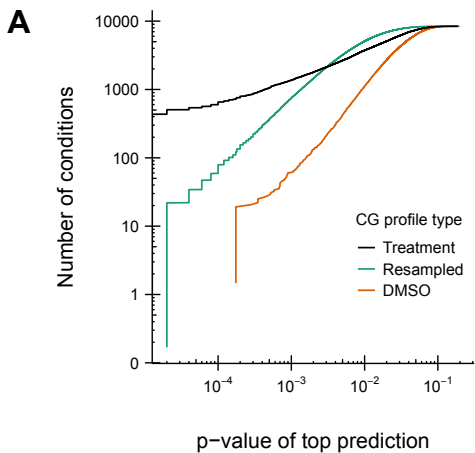 A
Number of conditions
10000
1000
100
10
1
0
CG profile type
Treatment
Resampled
DMSO
10⁻⁴ 10⁻³ 10⁻² 10⁻¹
p−value of top prediction